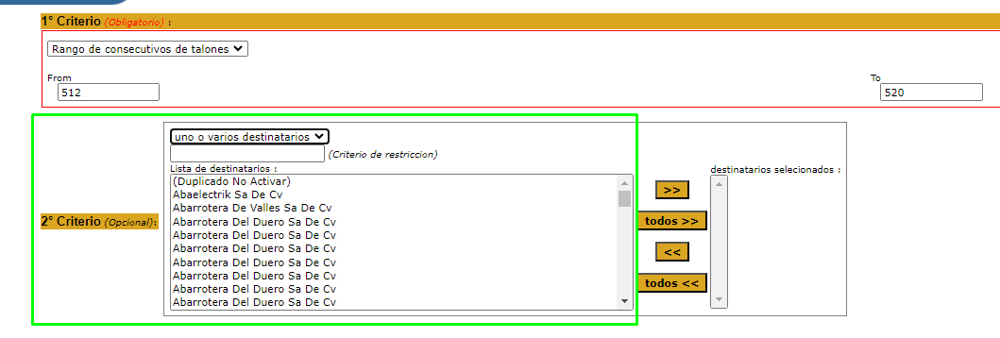 1° Criterio (Obligatorio) :
Rango de consecutivos de talones
From
To
512
520
uno o varios destinatarios
(Criterio de restriccion)
Lista de destinatarios :
destinatarios selecionados :
(Duplicado No Activar)
Abaelectrik Sa De Cv
>>
Abarrotera De Valles Sa De Cv
2° Criterio (Opcional):
Abarrotera Del Duero Sa De Cv
todos >>
Abarrotera Del Duero Sa De Cv
Abarrotera Del Duero Sa De Cv
<<
Abarrotera Del Duero Sa De Cv
Abarrotera Del Duero Sa De Cv
todos <<
Abarrotera Del Duero Sa De Cv
Abarrotera Del Duero Sa De Cv